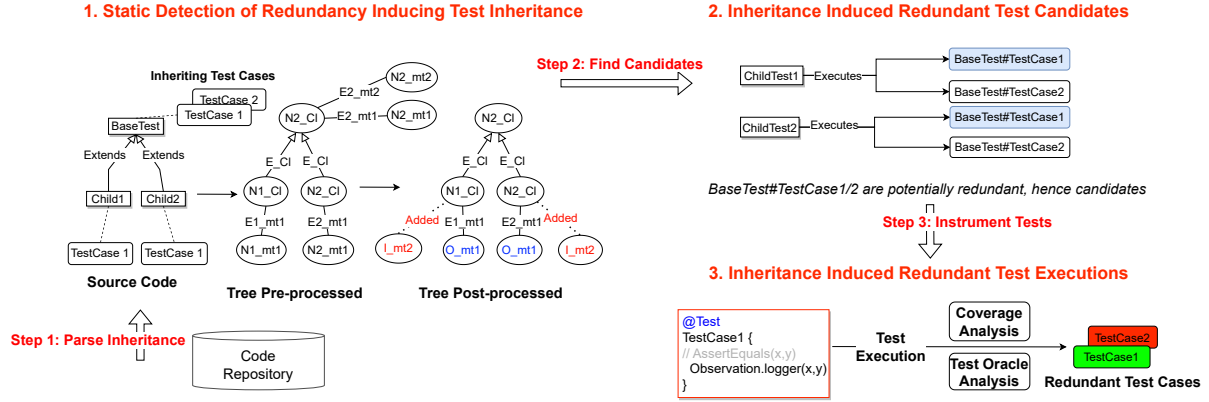 1. Static Detection of Redundancy Inducing Test Inheritance
Inheriting Test Cases
TestCase 2
TestCase 1
BaseTest
Extends
Extends
Child1
Child2
TestCase 1
TestCase 1
Source Code
Step 1: Parse Inheritance
Code
Repository
N2_mt2
E2_mt2
N2_Cl
E2_mt1
N2_mt1
E_Cl
E_Cl
N1_Cl
N2_Cl
E1_mt1
E2_mt1
N1_mt1
N2_mt1
Tree Pre-processed
N2_Cl
E_Cl
E_Cl
N1_Cl
N2_Cl
Added
E1_mt1
E2_mt1
Added
I_mt2
O_mt1
O_mt1
I_mt2
Tree Post-processed
Step 2: Find Candidates
2. Inheritance Induced Redundant Test Candidates
ChildTest1
Executes
BaseTest#TestCase1
BaseTest#TestCase2
ChildTest2
Executes
BaseTest#TestCase1
BaseTest#TestCase2
BaseTest#TestCase1/2 are potentially redundant, hence candidates
Step 3: Instrument Tests
3. Inheritance Induced Redundant Test Executions
@Test
TestCase1 {
// AssertEquals(x,y)
Observation.logger(x,y)
}
Test
Execution
Coverage
Analysis
Test Oracle
Analysis
TestCase2
TestCase1
Redundant Test Cases